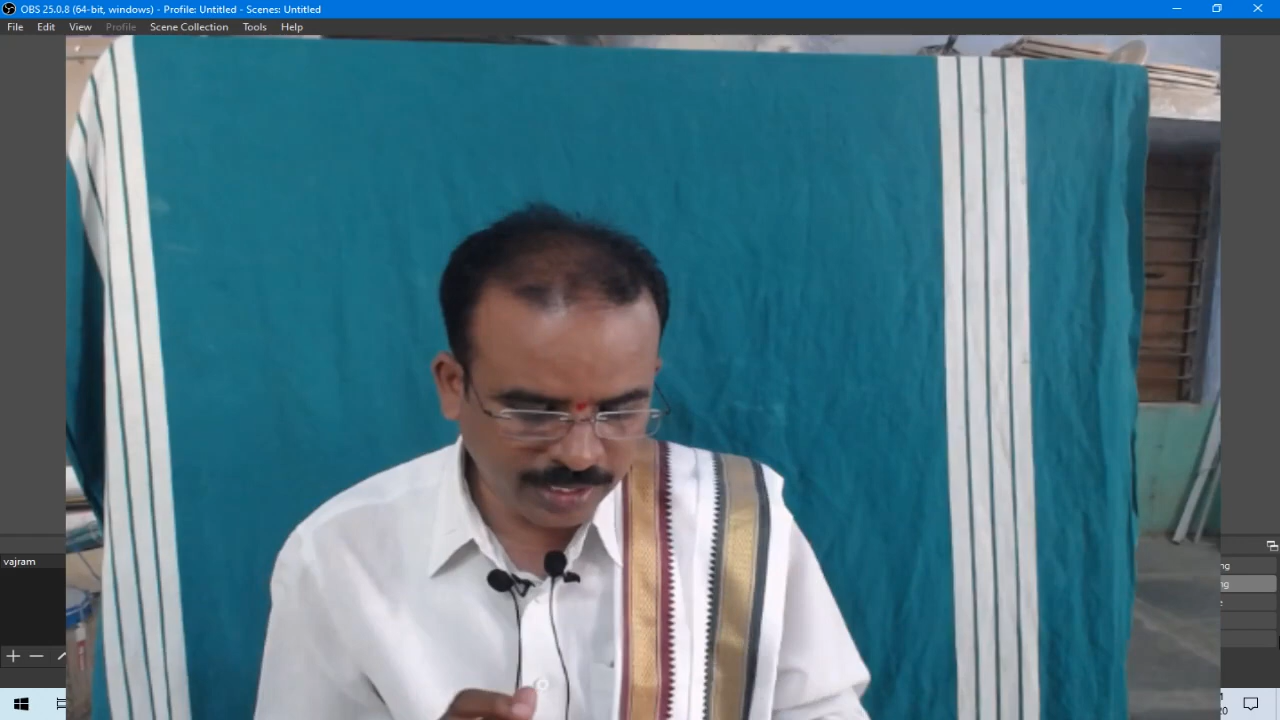 OBS 25.0.8 (64-bit, windows) - Profile: Untitled - Scenes: Untitled
File Edit View Profile Scene Collection Tools Help
vajram